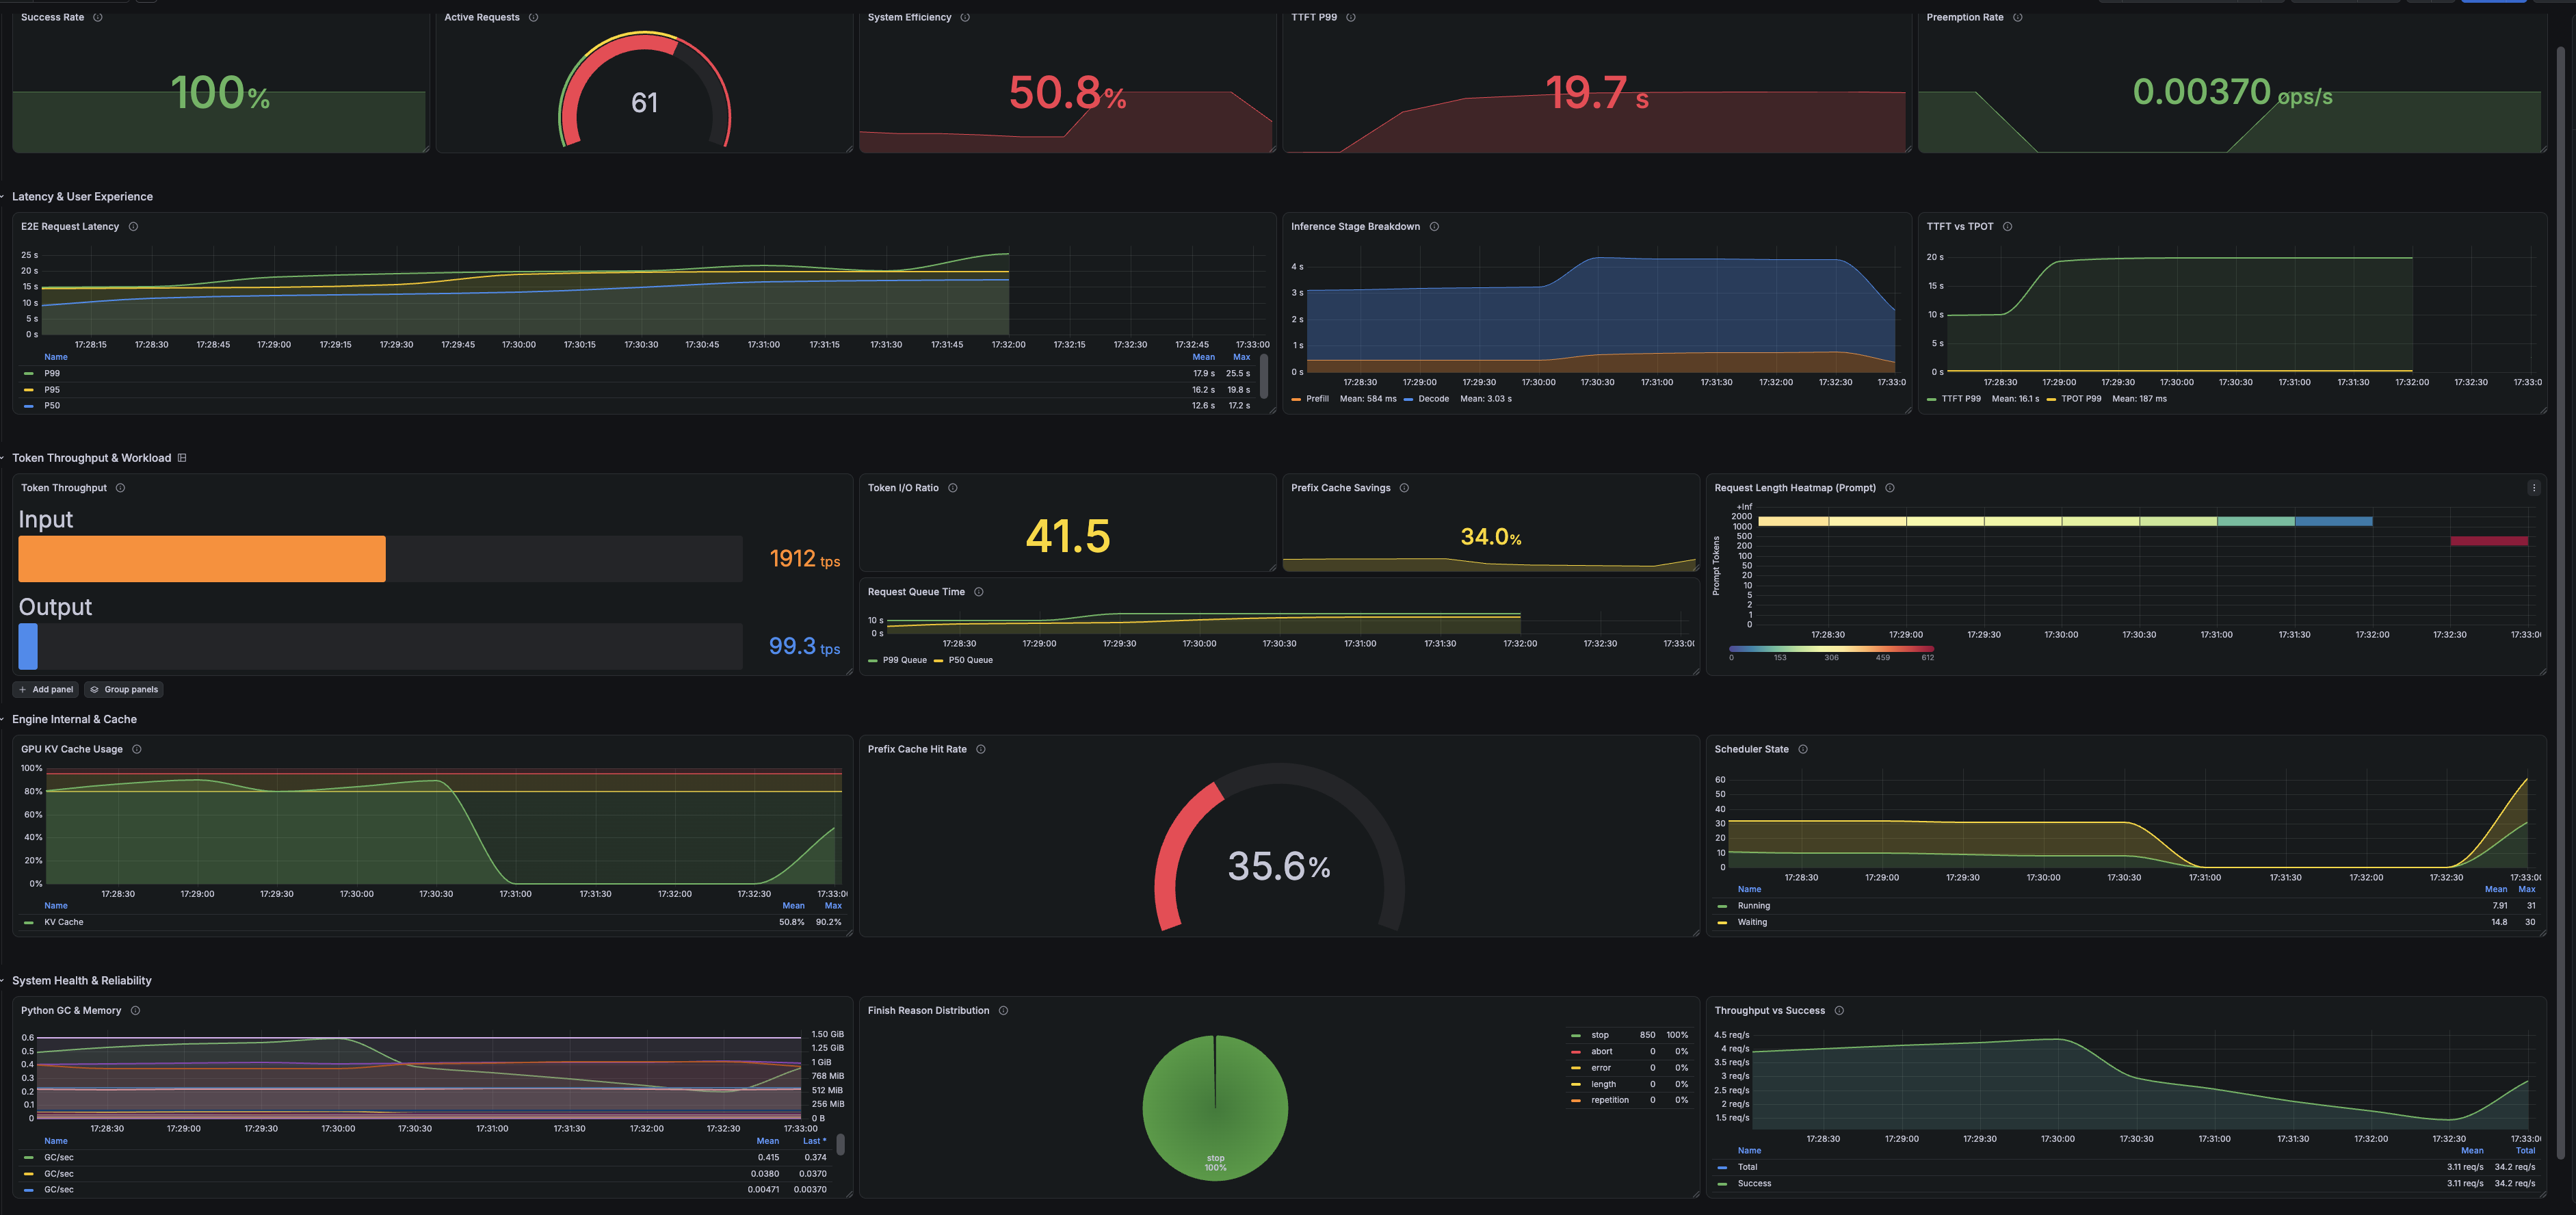 Success Rate
100%
Active Requests
61
System Efficiency
50.8%
TTFT P99
19.7 s
Preemption Rate
0.00370 ops/s
Latency & User Experience
E2E Request Latency
25 s
20 s
15 s
10 s
5 s
0 s
17:28:15 17:28:30 17:28:45 17:29:00 17:29:15 17:29:30 17:29:45 17:30:00 17:30:15 17:30:30 17:30:45 17:31:00 17:31:15 17:31:30 17:31:45 17:32:00 17:32:15 17:32:30 17:32:45 17:33:00
Name Mean Max
P99 17.9 s 25.5 s
P95 16.2 s 19.8 s
P50 12.6 s 17.2 s
Inference Stage Breakdown
4 s
3 s
2 s
1 s
0 s
17:28:30 17:29:00 17:29:30 17:30:00 17:30:30 17:31:00 17:31:30 17:32:00 17:32:30 17:33:0
Prefill Mean: 584 ms Decode Mean: 3.03 s
TTFT vs TPOT
20 s
15 s
10 s
5 s
0 s
17:28:30 17:29:00 17:29:30 17:30:00 17:30:30 17:31:00 17:31:30 17:32:00 17:32:30 17:33:0
TTFT P99 Mean: 16.1 s TPOT P99 Mean: 187 ms
Token Throughput & Workload
Token Throughput
Input
1912 tps
Output
99.3 tps
Token I/O Ratio
41.5
Prefix Cache Savings
34.0%
Request Queue Time
10 s
0 s
17:28:30 17:29:00 17:29:30 17:30:00 17:30:30 17:31:00 17:31:30 17:32:00 17:32:30 17:33:0
P99 Queue P50 Queue
Request Length Heatmap (Prompt)
Prompt Tokens
+Inf
2000
1000
500
200
100
50
20
10
5
2
1
0
17:28:30 17:29:00 17:29:30 17:30:00 17:30:30 17:31:00 17:31:30 17:32:00 17:32:30 17:33:0
0 153 306 459 612
Add panel Group panels
Engine Internal & Cache
GPU KV Cache Usage
100%
80%
60%
40%
20%
0%
17:28:30 17:29:00 17:29:30 17:30:00 17:30:30 17:31:00 17:31:30 17:32:00 17:32:30 17:33:0
Name Mean Max
KV Cache 50.8% 90.2%
Prefix Cache Hit Rate
35.6%
Scheduler State
60
50
40
30
20
10
0
17:28:30 17:29:00 17:29:30 17:30:00 17:30:30 17:31:00 17:31:30 17:32:00 17:32:30 17:33:0
Name Mean Max
Running 7.91 31
Waiting 14.8 30
System Health & Reliability
Python GC & Memory
0.6 1.50 GiB
0.5 1.25 GiB
0.4 1 GiB
0.3 768 MiB
0.2 512 MiB
0.1 256 MiB
0 0 B
17:28:30 17:29:00 17:29:30 17:30:00 17:30:30 17:31:00 17:31:30 17:32:00 17:32:30 17:33:00
Name Mean Last *
GC/sec 0.415 0.374
GC/sec 0.0380 0.0370
GC/sec 0.00471 0.00370
Finish Reason Distribution
stop
100%
stop 850 100%
abort 0 0%
error 0 0%
length 0 0%
repetition 0 0%
Throughput vs Success
4.5 req/s
4 req/s
3.5 req/s
3 req/s
2.5 req/s
2 req/s
1.5 req/s
17:28:30 17:29:00 17:29:30 17:30:00 17:30:30 17:31:00 17:31:30 17:32:00 17:32:30 17:33:0
Name Mean Total
Total 3.11 req/s 34.2 req/s
Success 3.11 req/s 34.2 req/s